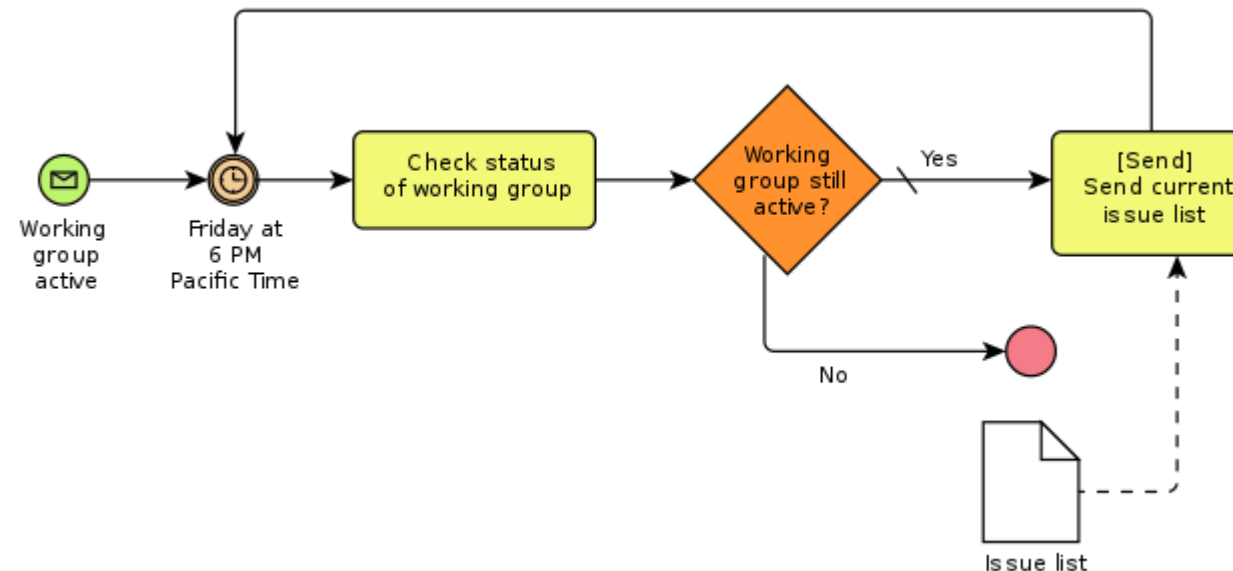 Working
group
active
Friday at
6 PM
Pacific Time
Check status
of working group
Working
group still
active?
Yes
No
[Send]
Send current
issue list
Issue list